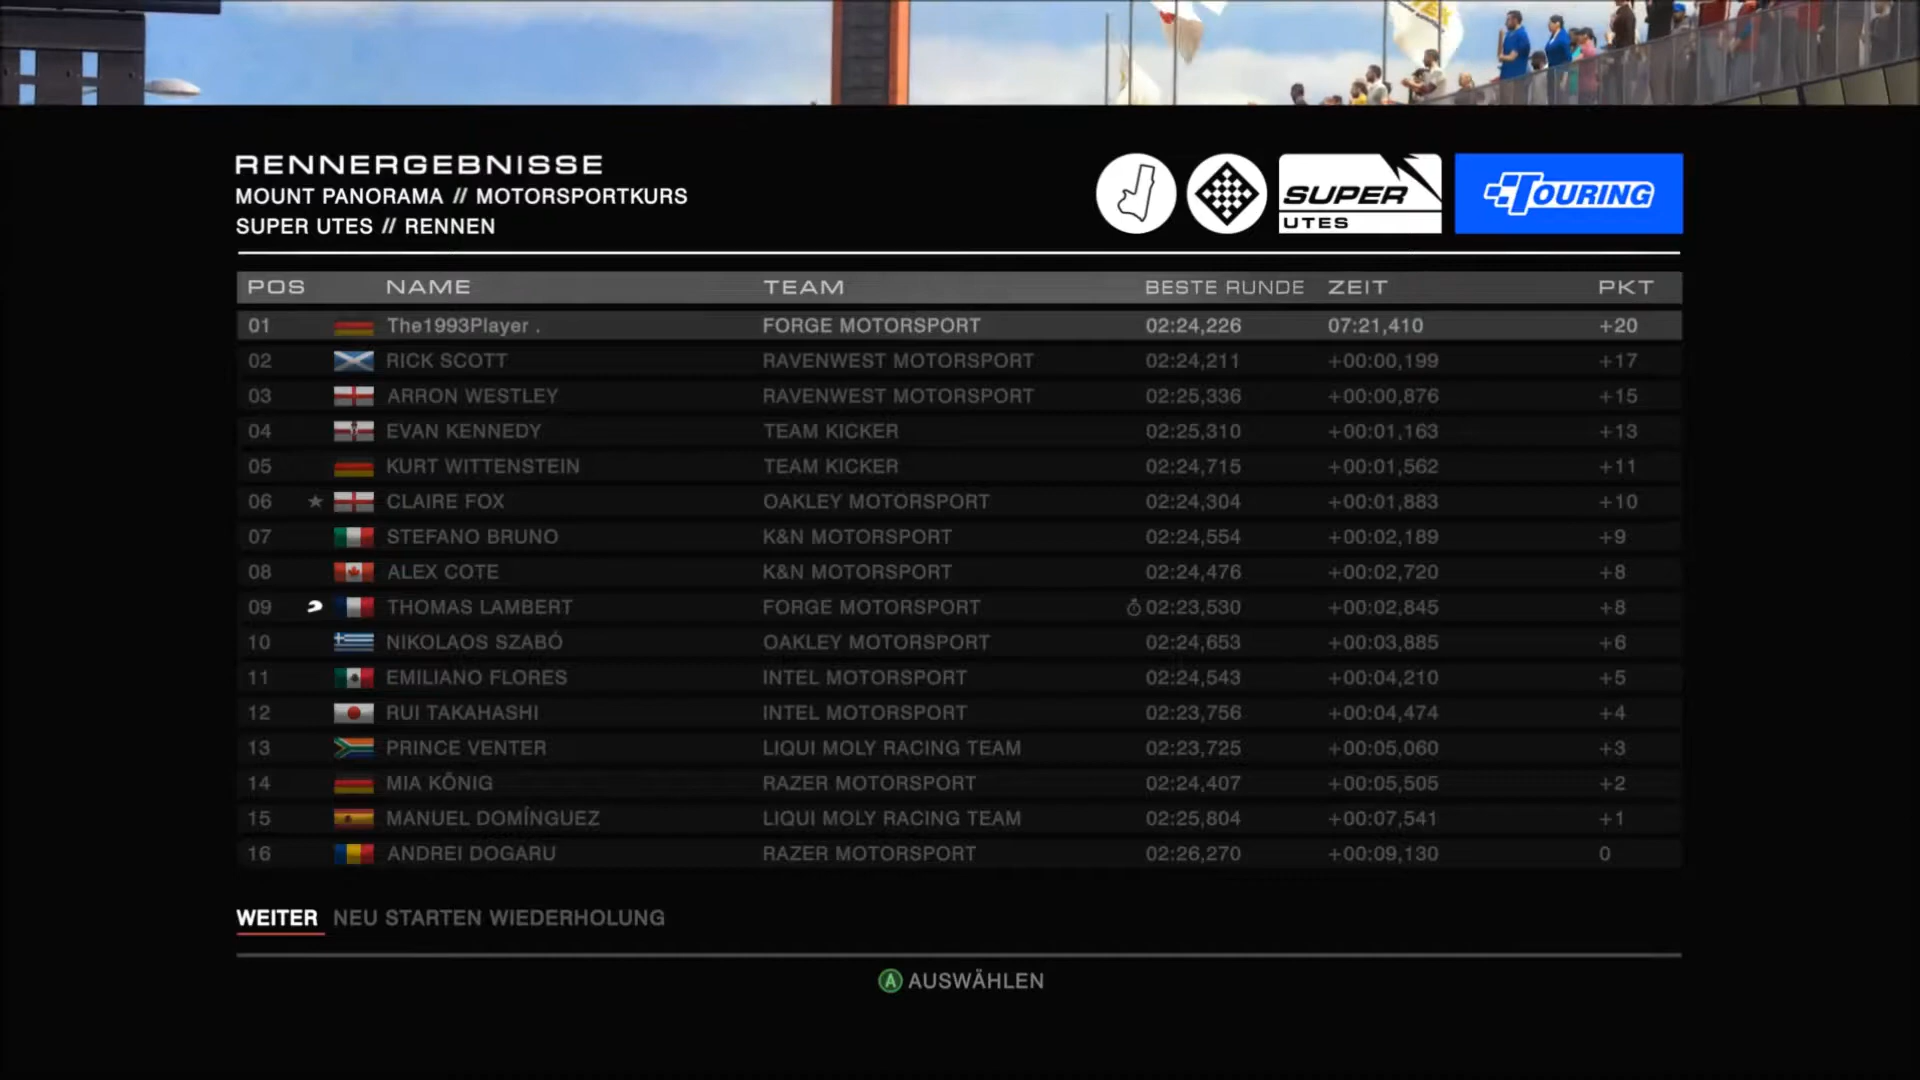 RENNERGEBNISSE
MOUNT PANORAMA // MOTORSPORTKURS
SUPER UTES // RENNEN
SUPER
UTES
TOURING
POS NAME TEAM BESTE RUNDE ZEIT PKT
01 The1993Player . FORGE MOTORSPORT 02:24,226 07:21,410 +20
02 RICK SCOTT RAVENWEST MOTORSPORT 02:24,211 +00:00,199 +17
03 ARRON WESTLEY RAVENWEST MOTORSPORT 02:25,336 +00:00,876 +15
04 EVAN KENNEDY TEAM KICKER 02:25,310 +00:01,163 +13
05 KURT WITTENSTEIN TEAM KICKER 02:24,715 +00:01,562 +11
06 ★ CLAIRE FOX OAKLEY MOTORSPORT 02:24,304 +00:01,883 +10
07 STEFANO BRUNO K&N MOTORSPORT 02:24,554 +00:02,189 +9
08 ALEX COTE K&N MOTORSPORT 02:24,476 +00:02,720 +8
09 THOMAS LAMBERT FORGE MOTORSPORT 02:23,530 +00:02,845 +8
10 NIKOLAOS SZABÓ OAKLEY MOTORSPORT 02:24,653 +00:03,885 +6
11 EMILIANO FLORES INTEL MOTORSPORT 02:24,543 +00:04,210 +5
12 RUI TAKAHASHI INTEL MOTORSPORT 02:23,756 +00:04,474 +4
13 PRINCE VENTER LIQUI MOLY RACING TEAM 02:23,725 +00:05,060 +3
14 MIA KÖNIG RAZER MOTORSPORT 02:24,407 +00:05,505 +2
15 MANUEL DOMÍNGUEZ LIQUI MOLY RACING TEAM 02:25,804 +00:07,541 +1
16 ANDREI DOGARU RAZER MOTORSPORT 02:26,270 +00:09,130 0
WEITER NEU STARTEN WIEDERHOLUNG
A AUSWÄHLEN